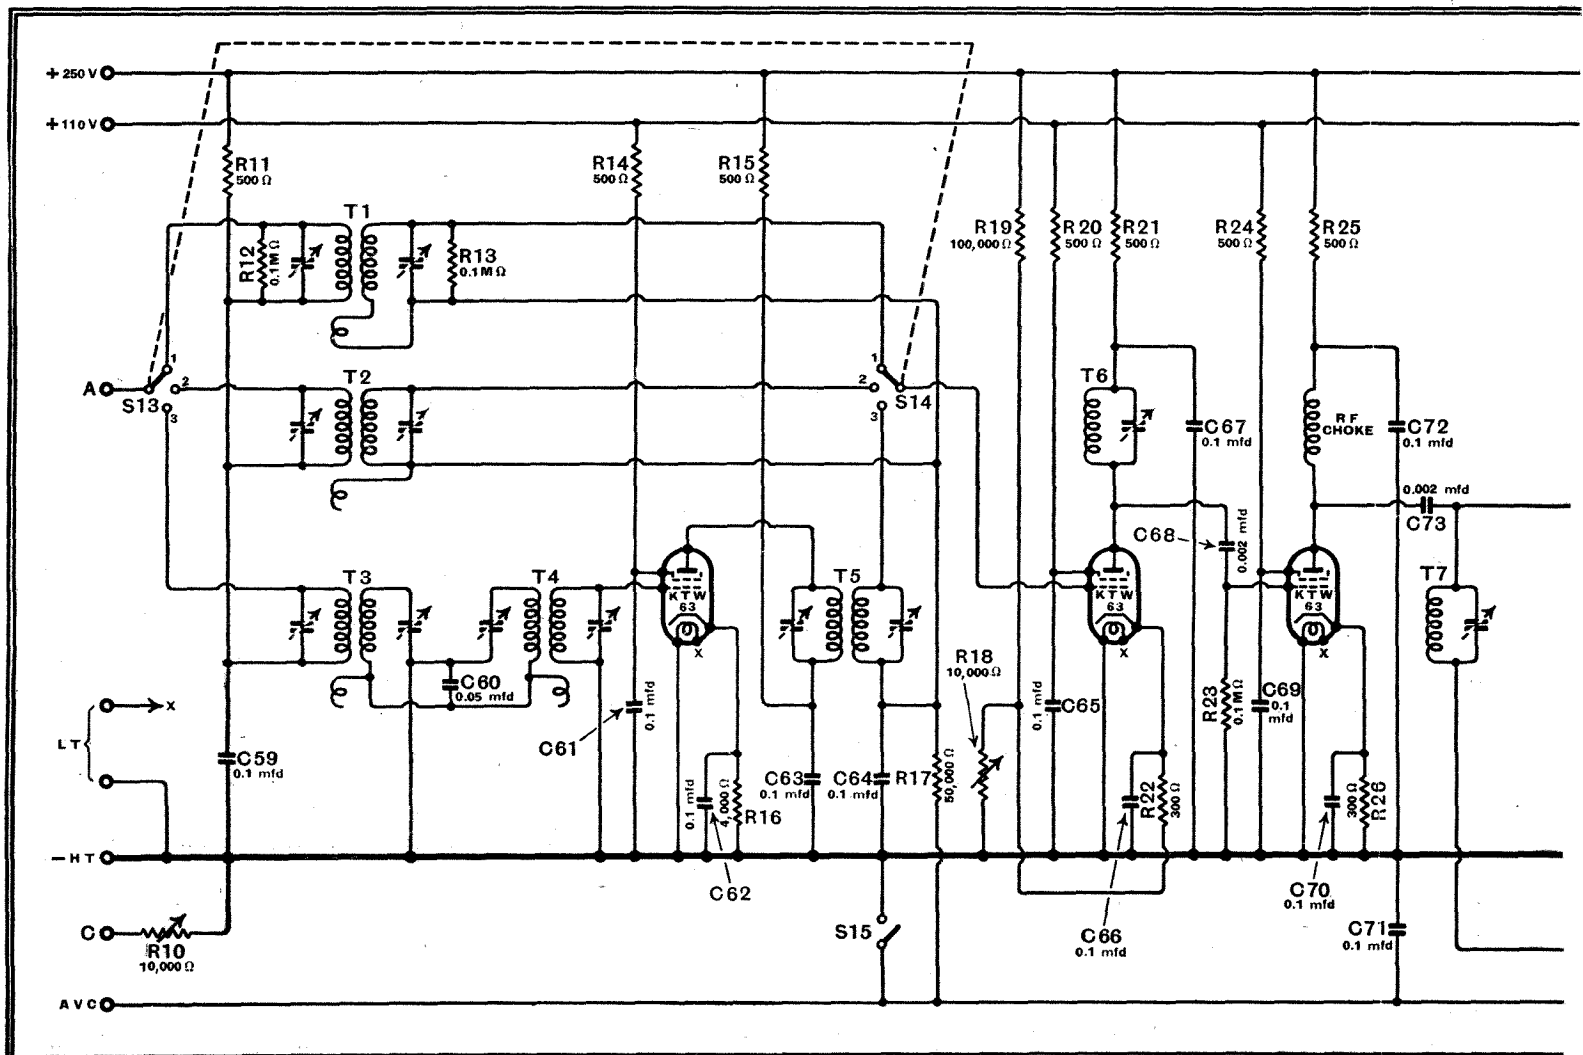 +250V
+110V
R11
500 Ω
R14
500 Ω
R15
500 Ω
T1
R12
0.1M Ω
R13
0.1M Ω
R19
100,000 Ω
R20
500 Ω
R21
500 Ω
R24
500 Ω
R25
500 Ω
A
S13
1
2
3
T2
1
2
3
S14
T6
C67
0.1 mfd
RF
CHOKE
C72
0.1 mfd
0.002 mfd
C73
C68
0.002 mfd
T3
T4
KTW
63
X
T5
KTW
63
X
KTW
63
X
T7
C60
0.05 mfd
R18
10,000 Ω
LT
X
C61
0.1 mfd
0.1 mfd
C65
R23
0.1 M Ω
C69
0.1
mfd
C59
0.1 mfd
0.1 mfd
4,000 Ω
R16
C63
0.1 mfd
C64
0.1 mfd
R17
50,000 Ω
R22
300 Ω
300 Ω
R26
-HT
C62
C
R10
10,000 Ω
S15
C66
0.1 mfd
C70
0.1 mfd
C71
0.1 mfd
AVC